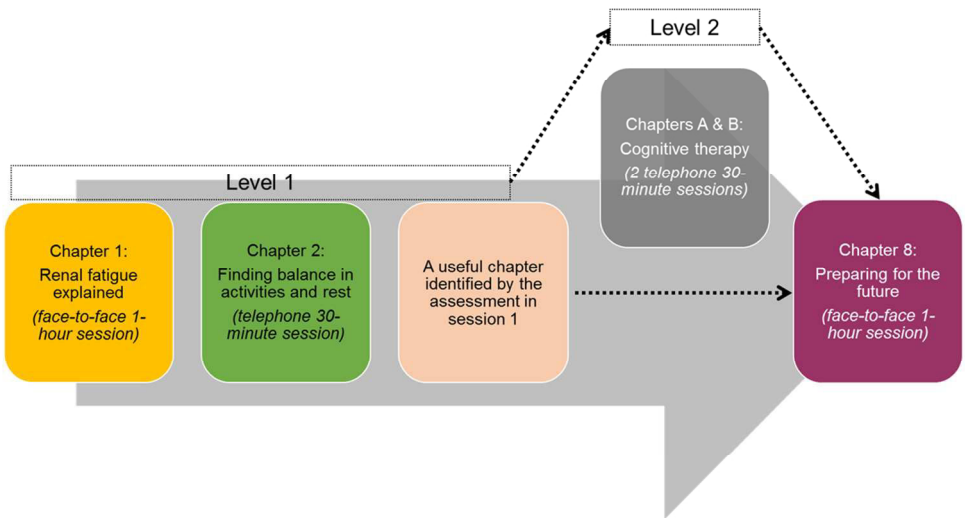 Level 2
Chapters A & B:
Cognitive therapy
(2 telephone 30-
minute sessions)
Level 1
Chapter 1:
Renal fatigue
explained
(face-to-face 1-
hour session)
Chapter 2:
Finding balance in
activities and rest
(telephone 30-
minute session)
A useful chapter
identified by the
assessment in
session 1
Chapter 8:
Preparing for the
future
(face-to-face 1-
hour session)